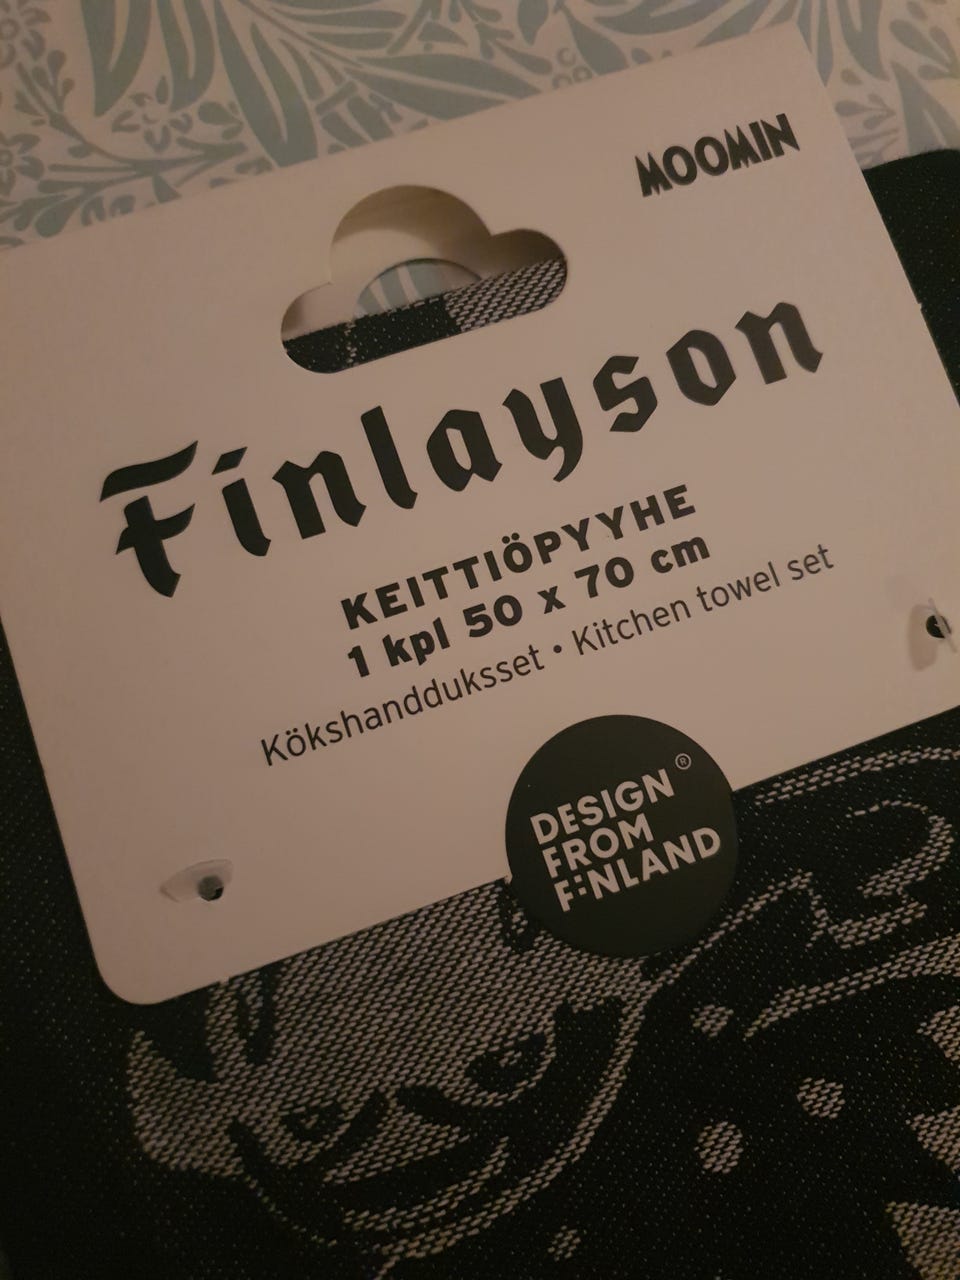 MOOMIN
Finlayson
KEITTIÖPYYHE
1 kpl 50 x 70 cm
Kökshandduksset • Kitchen towel set
DESIGN ®
FROM
FINLAND